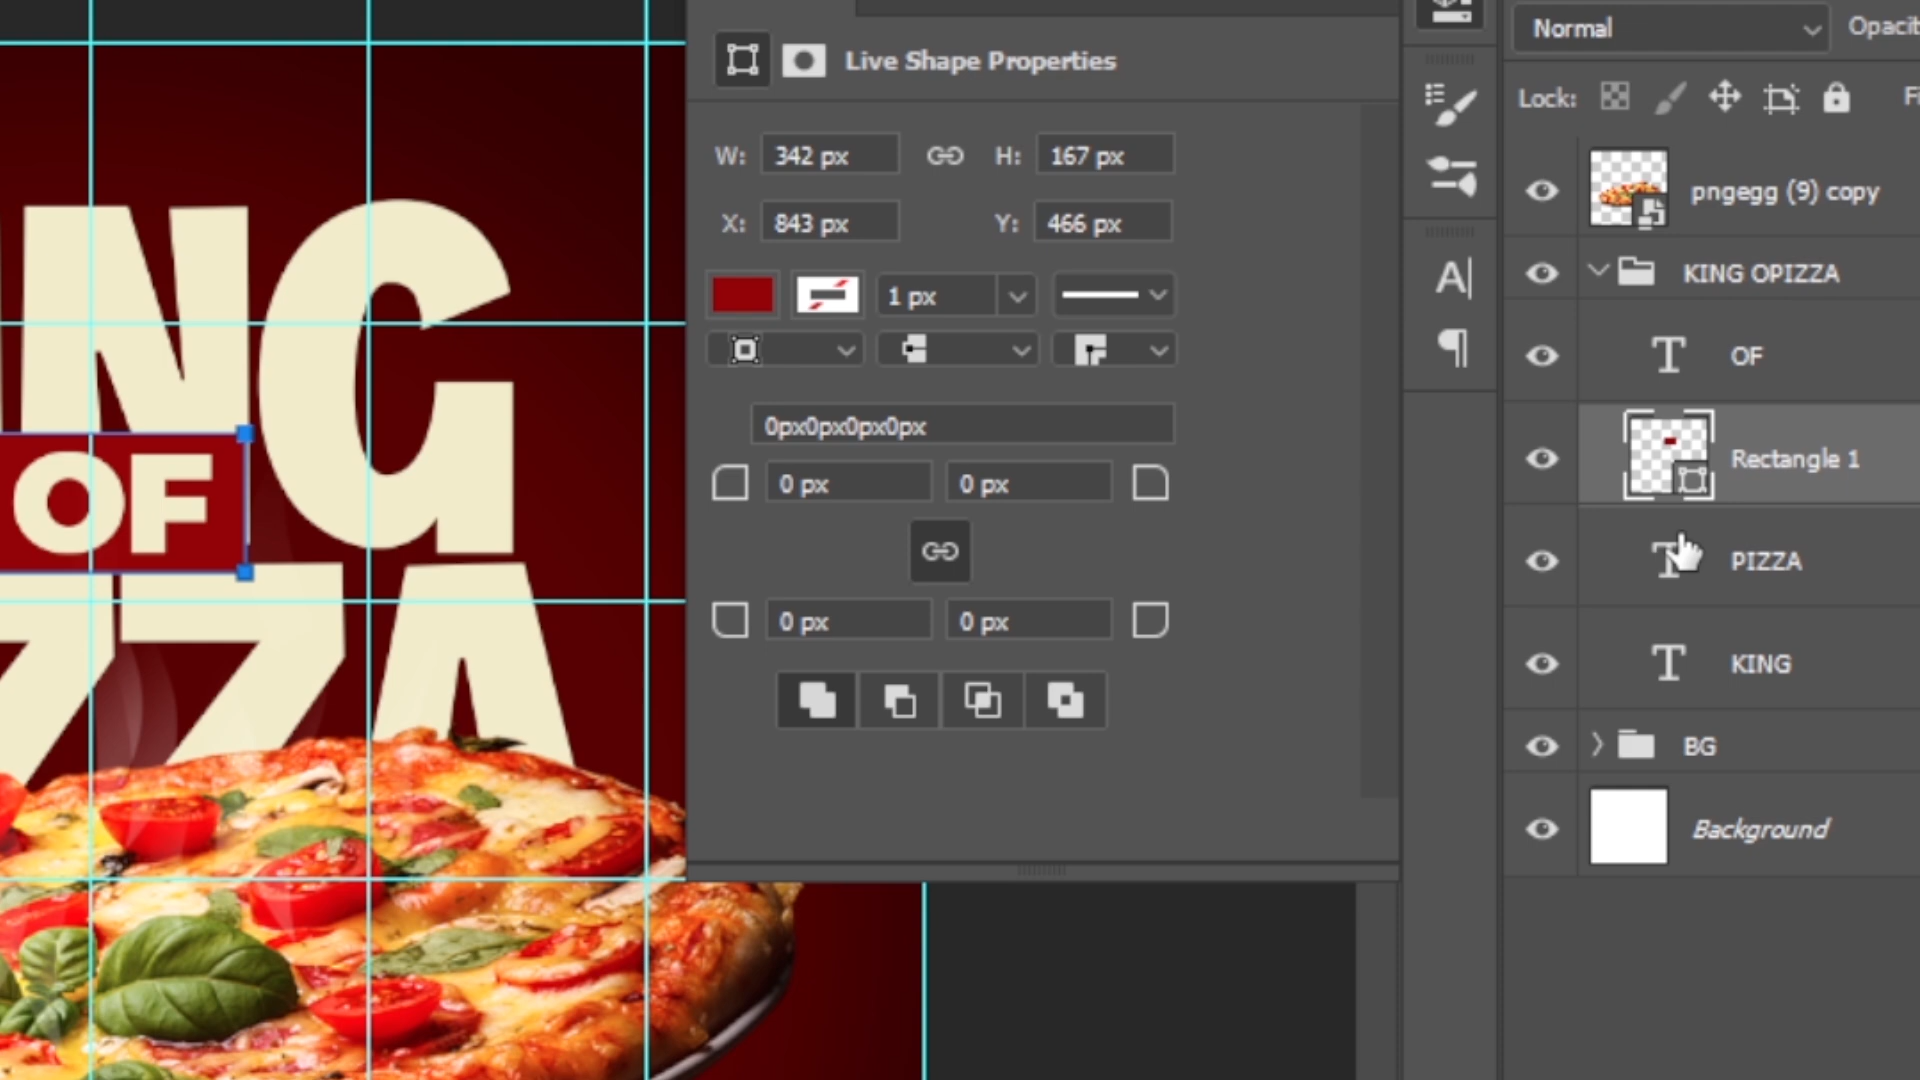 NG
OF
ZZA
Live Shape Properties
W: 342 px H: 167 px
X: 843 px Y: 466 px
1 px
0px0px0px0px
0 px 0 px
0 px 0 px
A|
¶
Normal Opacit
Lock: Fi
pngegg (9) copy
KING OPIZZA
T OF
Rectangle 1
T PIZZA
T KING
BG
Background